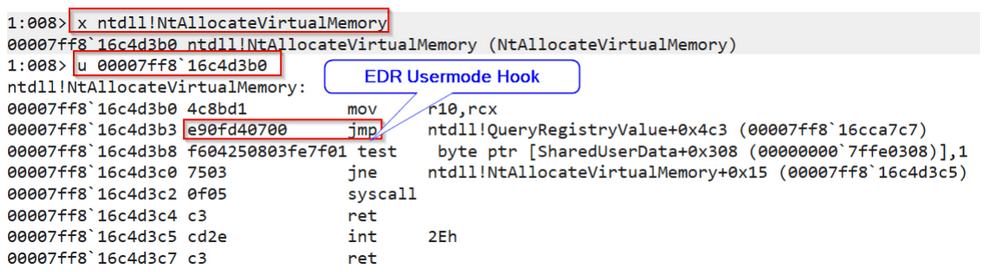 1:008> x ntdll!NtAllocateVirtualMemory
00007ff8`16c4d3b0 ntdll!NtAllocateVirtualMemory (NtAllocateVirtualMemory)
1:008> u 00007ff8`16c4d3b0
EDR Usermode Hook
ntdll!NtAllocateVirtualMemory:
00007ff8`16c4d3b0 4c8bd1 mov r10,rcx
00007ff8`16c4d3b3 e90fd40700 jmp ntdll!QueryRegistryValue+0x4c3 (00007ff8`16cca7c7)
00007ff8`16c4d3b8 f604250803fe7f01 test byte ptr [SharedUserData+0x308 (00000000`7ffe0308)],1
00007ff8`16c4d3c0 7503 jne ntdll!NtAllocateVirtualMemory+0x15 (00007ff8`16c4d3c5)
00007ff8`16c4d3c2 0f05 syscall
00007ff8`16c4d3c4 c3 ret
00007ff8`16c4d3c5 cd2e int 2Eh
00007ff8`16c4d3c7 c3 ret